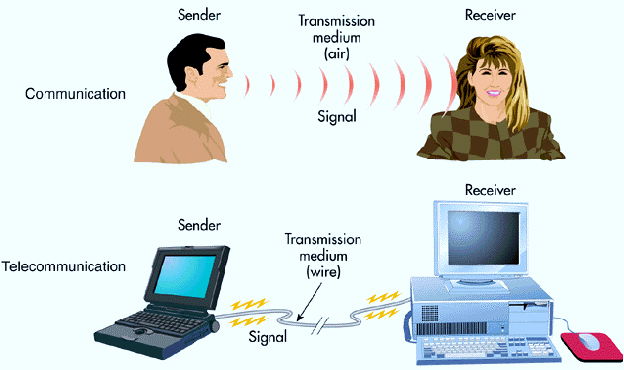 Sender
Transmission
medium
(air)
Receiver
Communication
Signal
Sender
Transmission
medium
(wire)
Receiver
Telecommunication
Signal